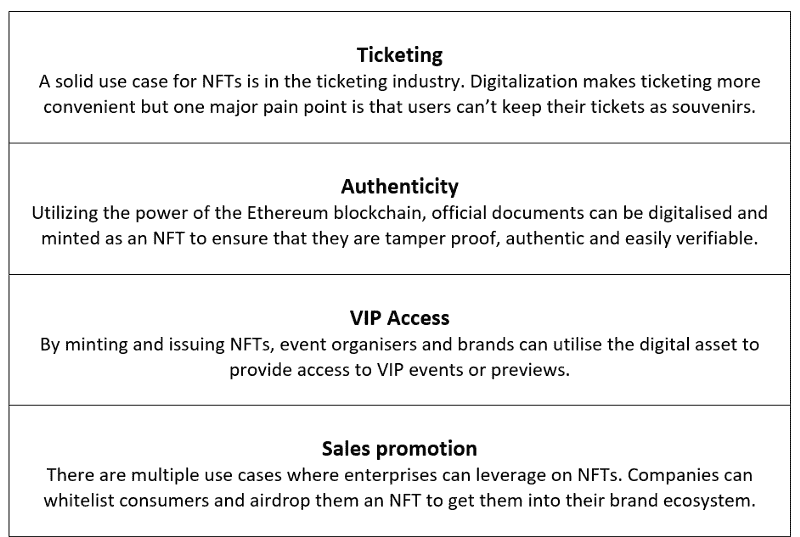 Ticketing
A solid use case for NFTs is in the ticketing industry. Digitalization makes ticketing more
convenient but one major pain point is that users can’t keep their tickets as souvenirs.
Authenticity
Utilizing the power of the Ethereum blockchain, official documents can be digitalised and
minted as an NFT to ensure that they are tamper proof, authentic and easily verifiable.
VIP Access
By minting and issuing NFTs, event organisers and brands can utilise the digital asset to
provide access to VIP events or previews.
Sales promotion
There are multiple use cases where enterprises can leverage on NFTs. Companies can
whitelist consumers and airdrop them an NFT to get them into their brand ecosystem.